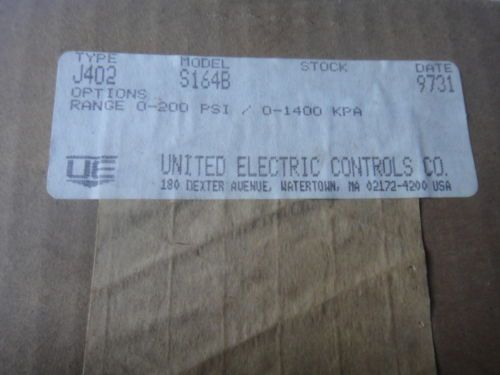 TYPE MODEL STOCK DATE
J402 S164B 9731
OPTIONS
RANGE 0-200 PSI / 0-1400 KPA
UE UNITED ELECTRIC CONTROLS CO.
180 DEXTER AVENUE, WATERTOWN, MA 02172-4200 USA